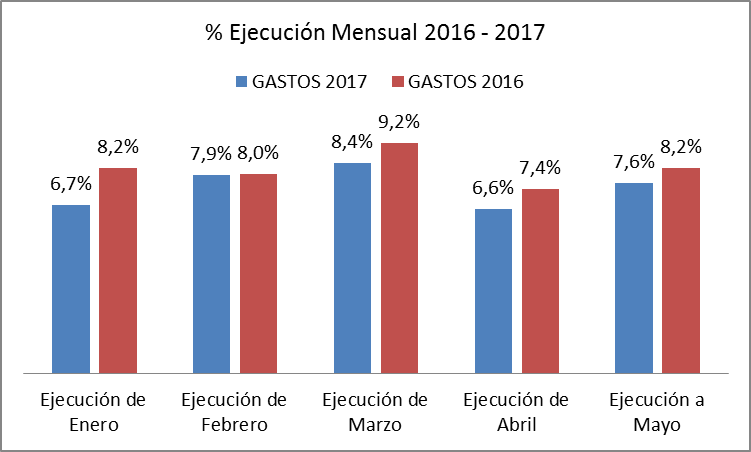 % Ejecución Mensual 2016 - 2017
GASTOS 2017 GASTOS 2016
6,7% 8,2% 7,9% 8,0% 8,4% 9,2% 6,6% 7,4% 7,6% 8,2%
Ejecución de Ejecución de Ejecución de Ejecución de Ejecución a
Enero Febrero Marzo Abril Mayo